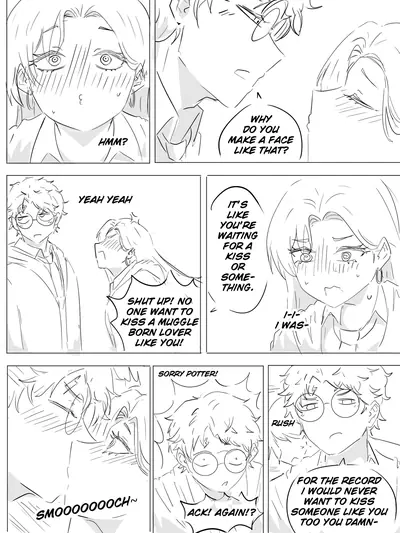 WHY
DO YOU
MAKE A FACE
LIKE THAT?
HMM?
IT'S
LIKE
YOU'RE
WAITING
FOR A
KISS
OR
SOME-
THING.
I-I-
I WAS-
YEAH YEAH
SHUT UP! NO
ONE WANT TO
KISS A MUGGLE
BORN LOVER
LIKE YOU!
RUSH
FOR THE RECORD
I WOULD NEVER
WANT TO KISS
SOMEONE LIKE YOU
TOO YOU DAMN-
SORRY POTTER!
ACK! AGAIN!?
SMOOOOOOOCH~